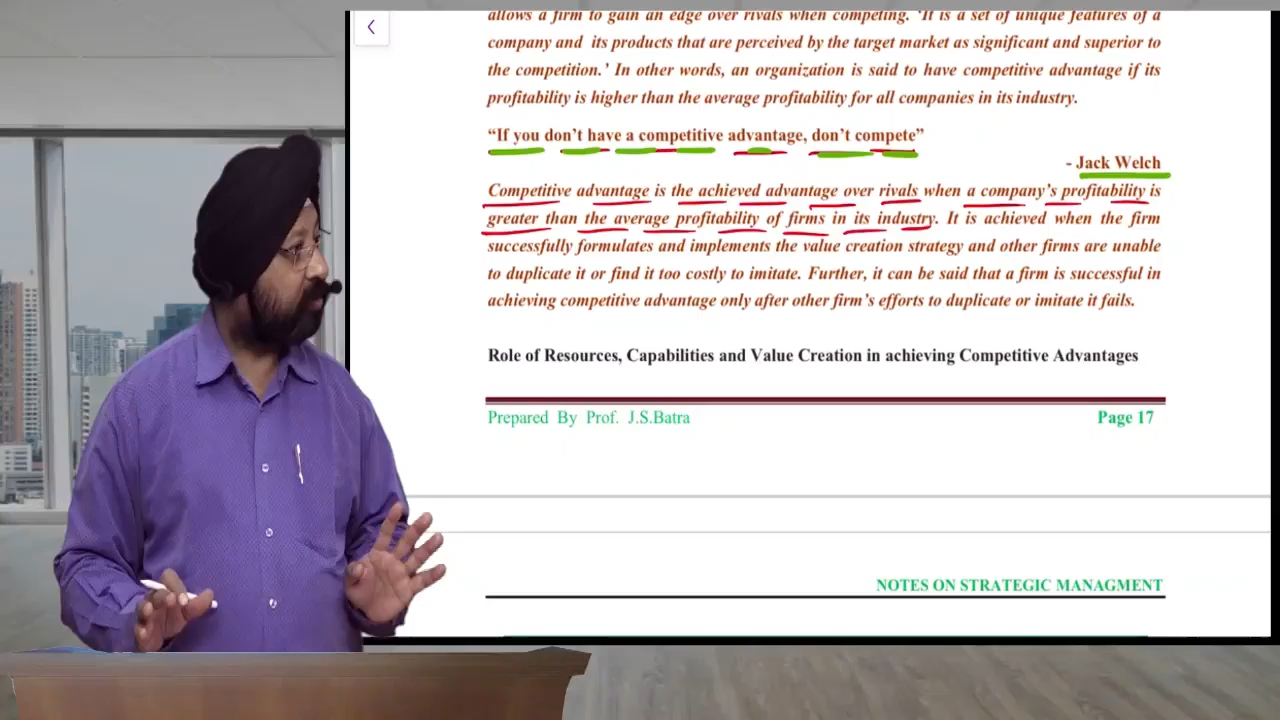 allows a firm to gain an edge over rivals when competing. ‘It is a set of unique features of a
company and its products that are perceived by the target market as significant and superior to
the competition.’ In other words, an organization is said to have competitive advantage if its
profitability is higher than the average profitability for all companies in its industry.
“If you don’t have a competitive advantage, don’t compete”
- Jack Welch
Competitive advantage is the achieved advantage over rivals when a company’s profitability is
greater than the average profitability of firms in its industry. It is achieved when the firm
successfully formulates and implements the value creation strategy and other firms are unable
to duplicate it or find it too costly to imitate. Further, it can be said that a firm is successful in
achieving competitive advantage only after other firm’s efforts to duplicate or imitate it fails.
Role of Resources, Capabilities and Value Creation in achieving Competitive Advantages
Prepared By Prof. J.S.Batra
Page 17
NOTES ON STRATEGIC MANAGMENT